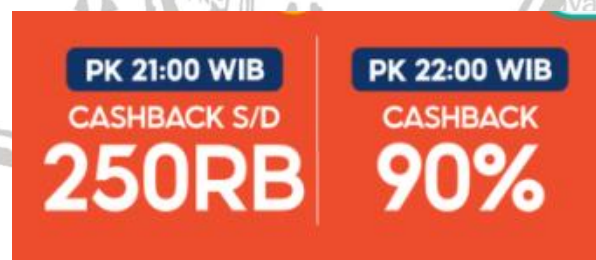 PK 21:00 WIB
CASHBACK S/D
250RB
PK 22:00 WIB
CASHBACK
90%